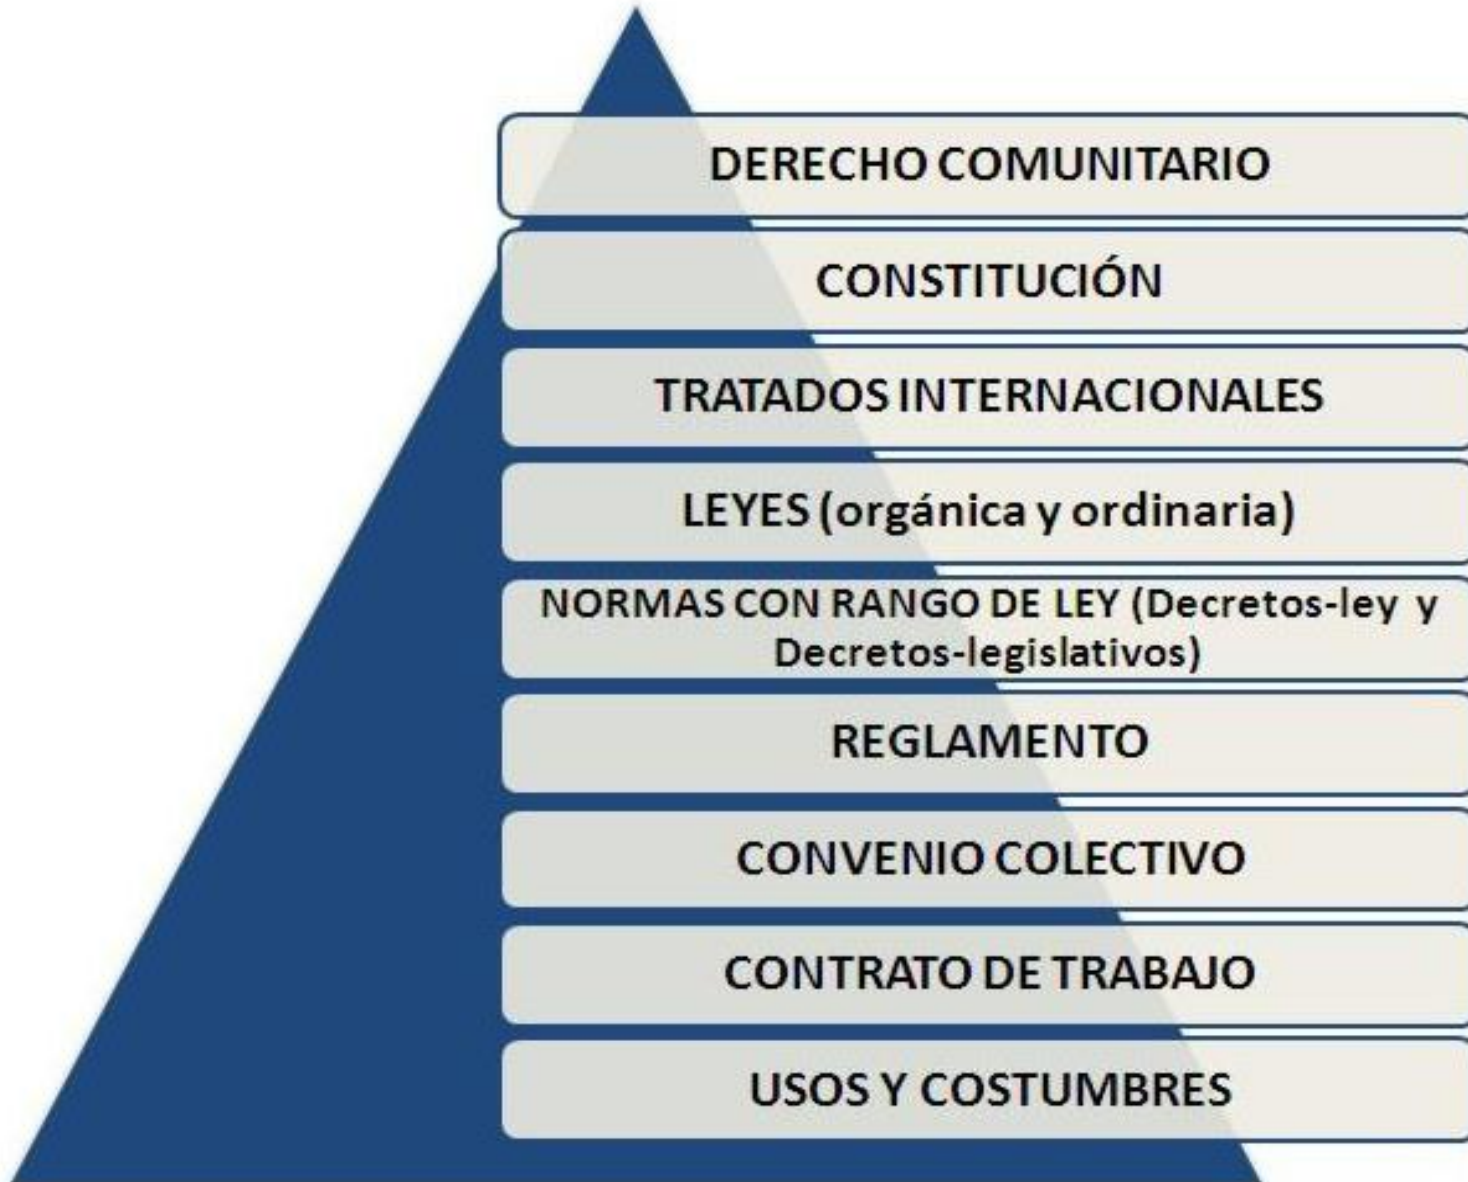 DERECHO COMUNITARIO
CONSTITUCIÓN
TRATADOS INTERNACIONALES
LEYES (orgánica y ordinaria)
NORMAS CON RANGO DE LEY (Decretos-ley y
Decretos-legislativos)
REGLAMENTO
CONVENIO COLECTIVO
CONTRATO DE TRABAJO
USOS Y COSTUMBRES